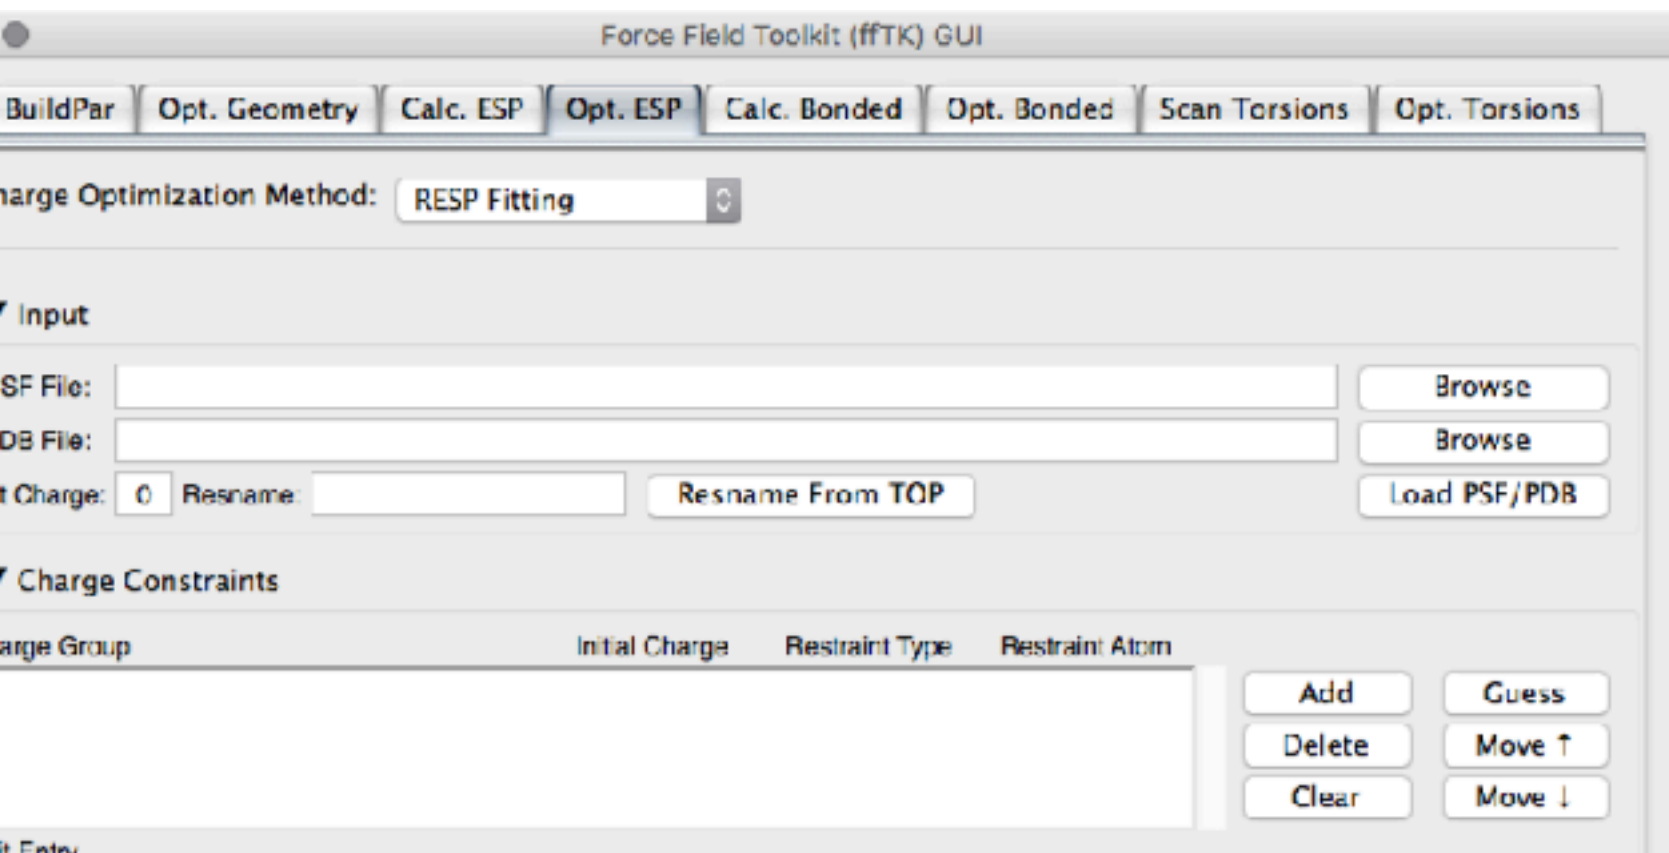 Force Field Toolkit (ffTK) GUI
BuildPar Opt. Geometry Calc. ESP Opt. ESP Calc. Bonded Opt. Bonded Scan Torsions Opt. Torsions
harge Optimization Method: RESP Fitting
Input
SF File: Browse
DB File: Browse
t Charge: 0 Resname: Resname From TOP Load PSF/PDB
Charge Constraints
arge Group Initial Charge Restraint Type Restraint Atom
Add Guess
Delete Move ↑
Clear Move ↓
it Entry